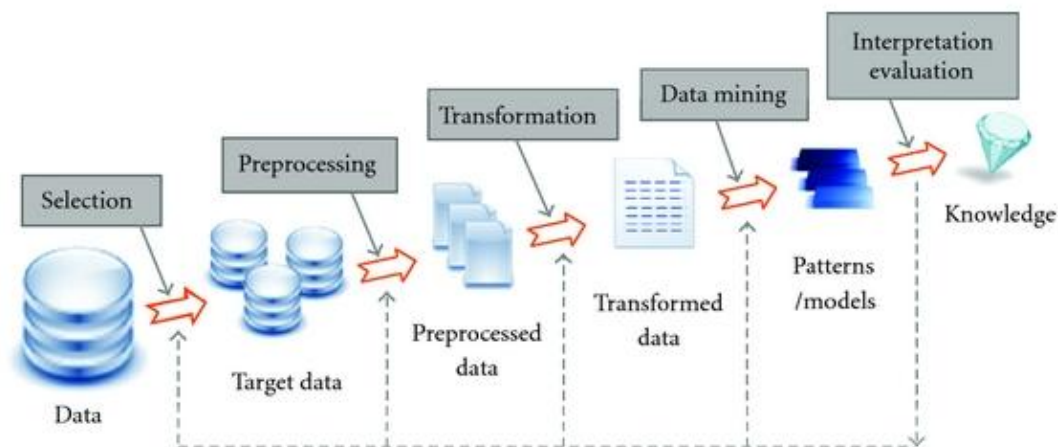 Interpretation
evaluation
Data mining
Transformation
Preprocessing
Selection
Knowledge
Patterns
/models
Transformed
data
Preprocessed
data
Target data
Data